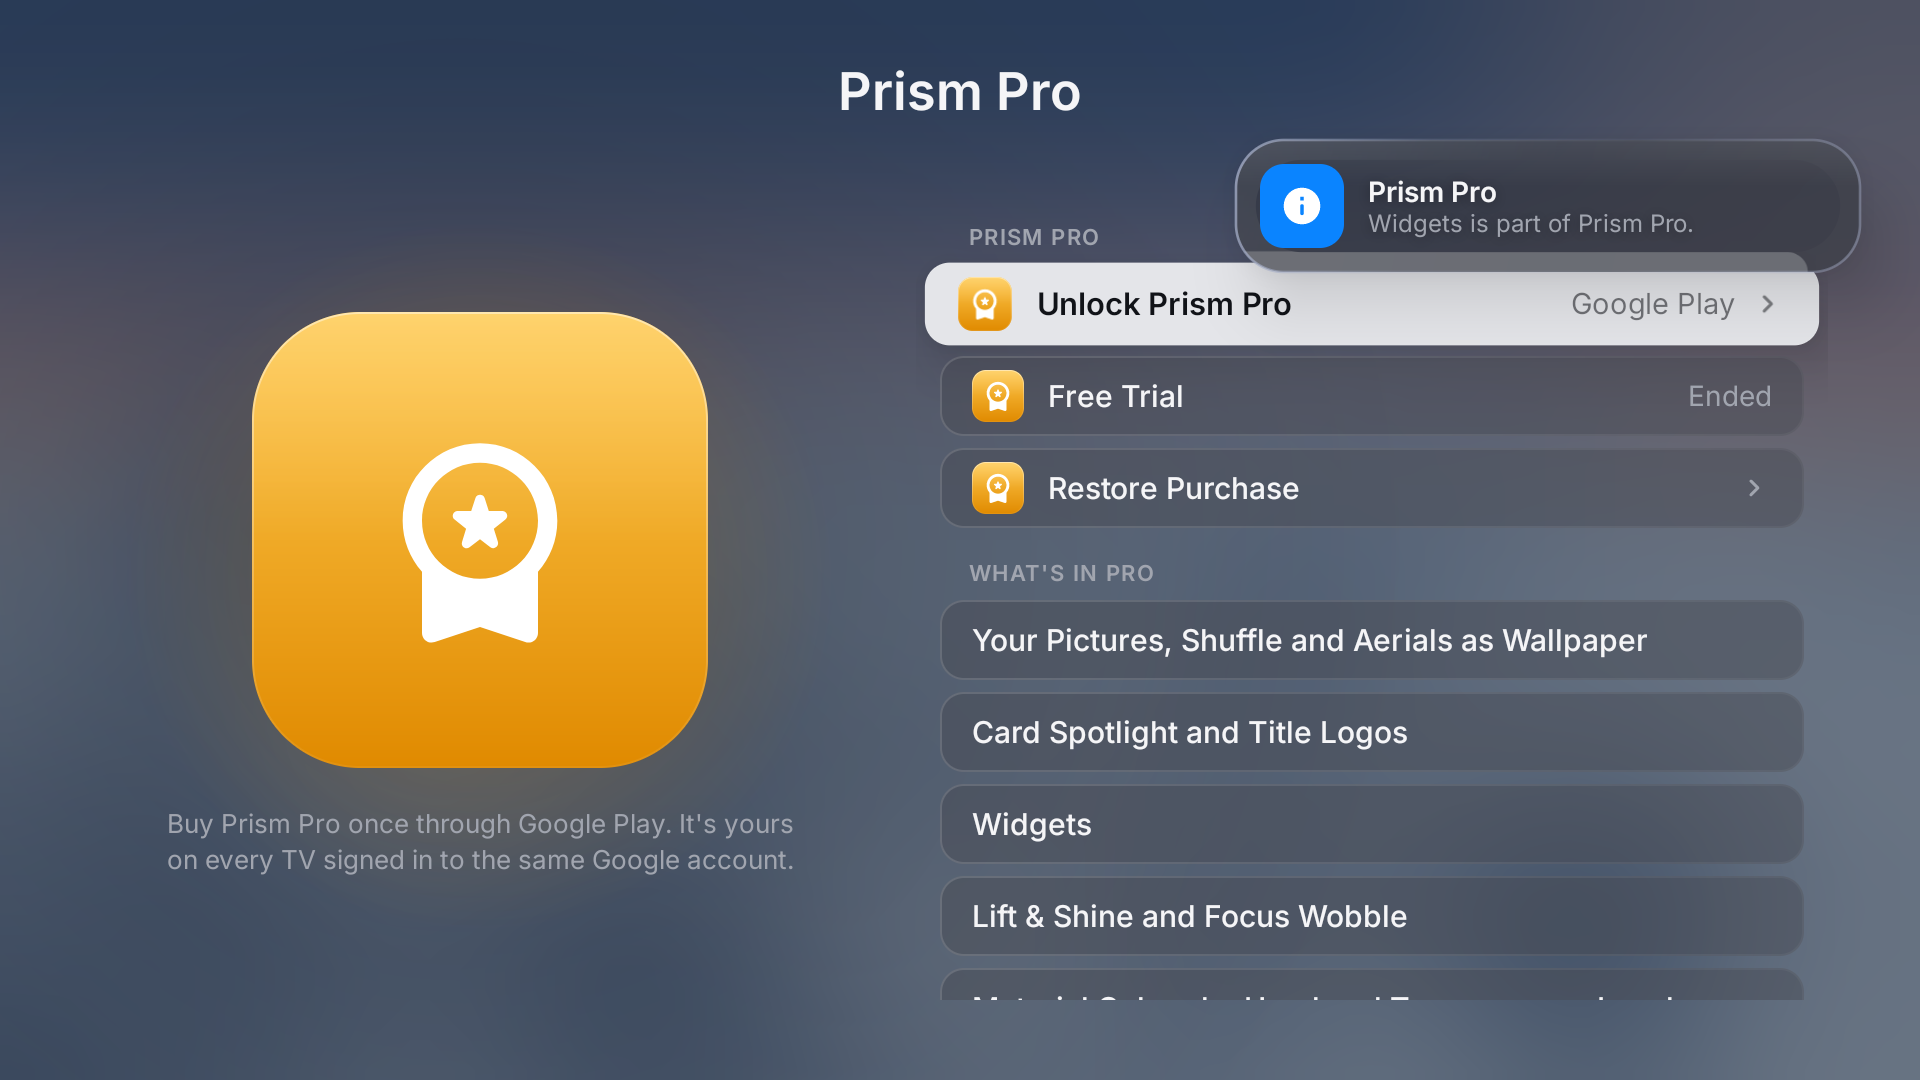 Prism Pro
Prism Pro
Widgets is part of Prism Pro.
PRISM PRO
Unlock Prism Pro
Google Play
Free Trial
Ended
Restore Purchase
WHAT'S IN PRO
Your Pictures, Shuffle and Aerials as Wallpaper
Card Spotlight and Title Logos
Widgets
Lift & Shine and Focus Wobble
Buy Prism Pro once through Google Play. It's yours
on every TV signed in to the same Google account.